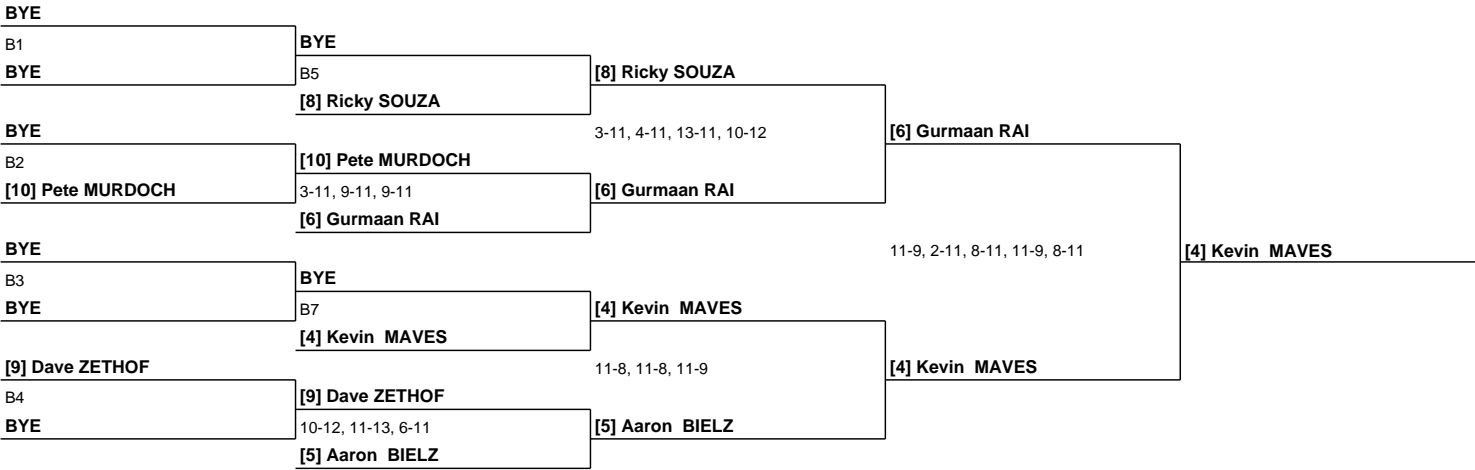 BYE
B1
BYE
BYE
B5
[8] Ricky SOUZA
[8] Ricky SOUZA
BYE
3-11, 4-11, 13-11, 10-12
[6] Gurmaan RAI
B2
[10] Pete MURDOCH
[10] Pete MURDOCH
3-11, 9-11, 9-11
[6] Gurmaan RAI
[6] Gurmaan RAI
BYE
11-9, 2-11, 8-11, 11-9, 8-11
[4] Kevin MAVES
B3
BYE
BYE
B7
[4] Kevin MAVES
[4] Kevin MAVES
[9] Dave ZETHOF
11-8, 11-8, 11-9
[4] Kevin MAVES
B4
[9] Dave ZETHOF
BYE
10-12, 11-13, 6-11
[5] Aaron BIELZ
[5] Aaron BIELZ